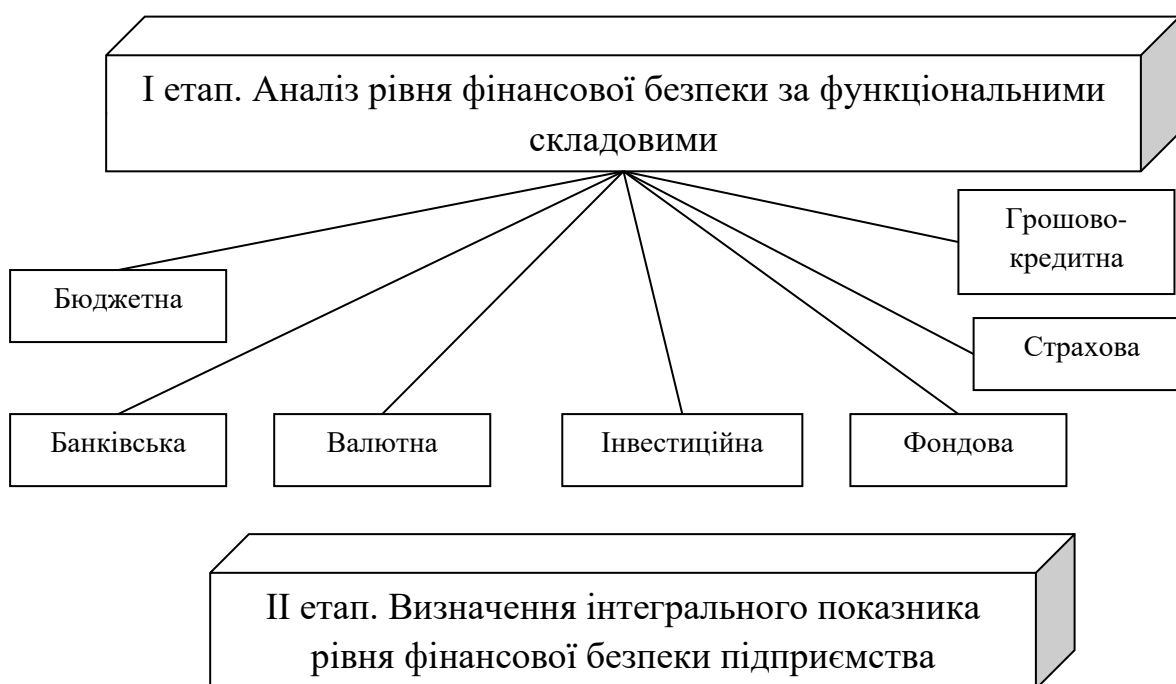 І етап. Аналіз рівня фінансової безпеки за функціональними
складовими
Грошово-
кредитна
Бюджетна
Страхова
Банківська
Валютна
Інвестиційна
Фондова
ІІ етап. Визначення інтегрального показника
рівня фінансової безпеки підприємства